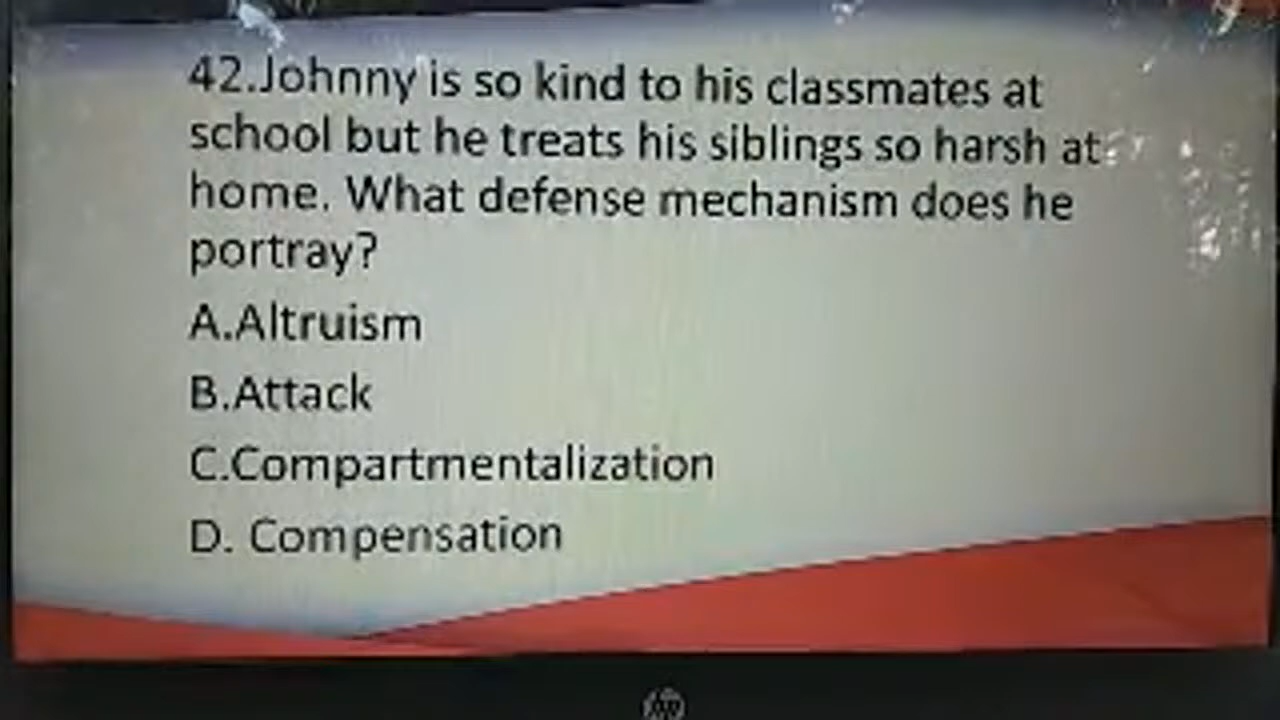 42.Johnny is so kind to his classmates at
school but he treats his siblings so harsh at
home. What defense mechanism does he
portray?
A.Altruism
B.Attack
C.Compartmentalization
D. Compensation
hp